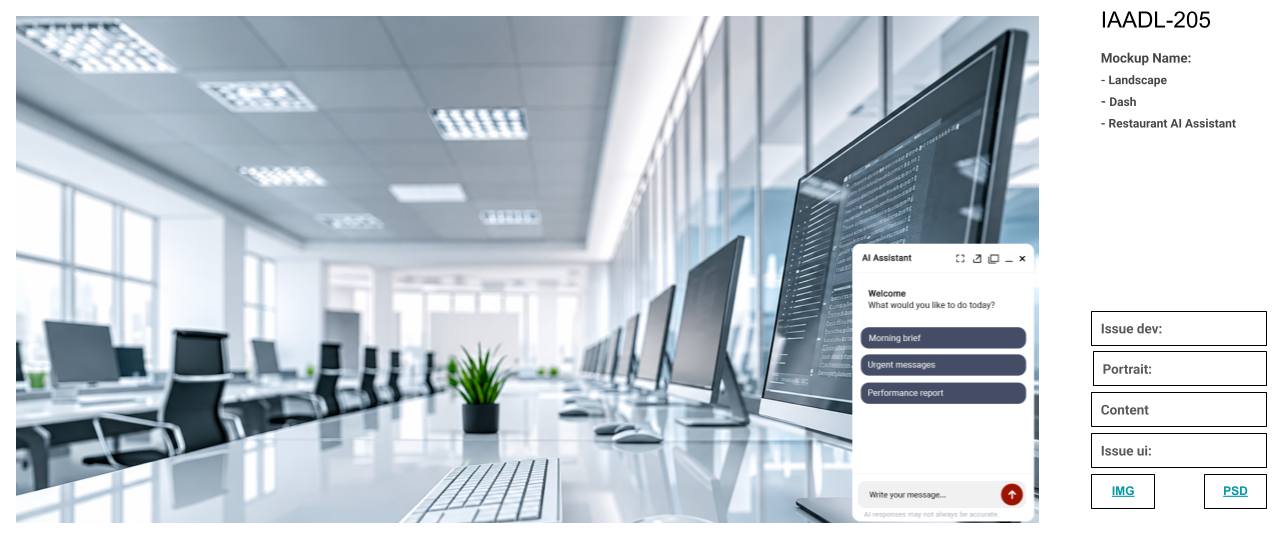 IAADL-205
Mockup Name:
- Landscape
- Dash
- Restaurant AI Assistant
AI Assistant
Welcome
What would you like to do today?
Morning brief
Urgent messages
Performance report
Write your message...
AI responses may not always be accurate.
Issue dev:
Portrait:
Content
Issue ui:
IMG
PSD